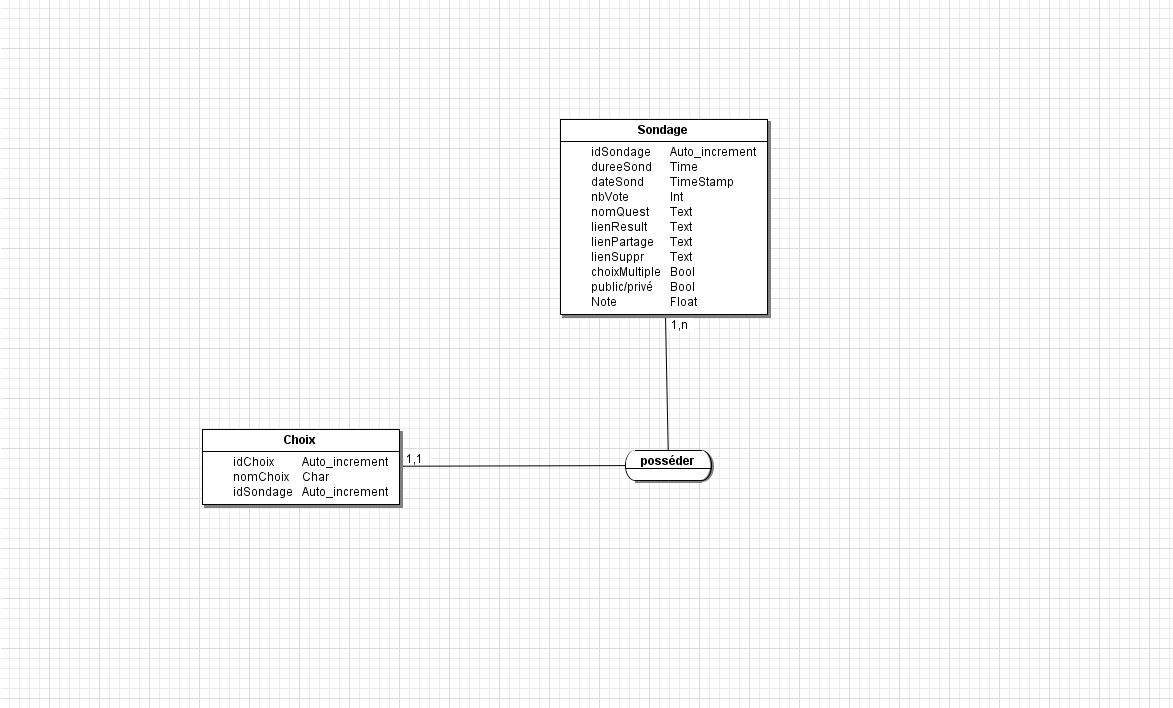 Sondage
idSondage Auto_increment
dureeSond Time
dateSond TimeStamp
nbVote Int
nomQuest Text
lienResult Text
lienPartage Text
lienSuppr Text
choixMultiple Bool
public/privé Bool
Note Float
1,n
Choix
idChoix Auto_increment
nomChoix Char
idSondage Auto_increment
1,1
posséder